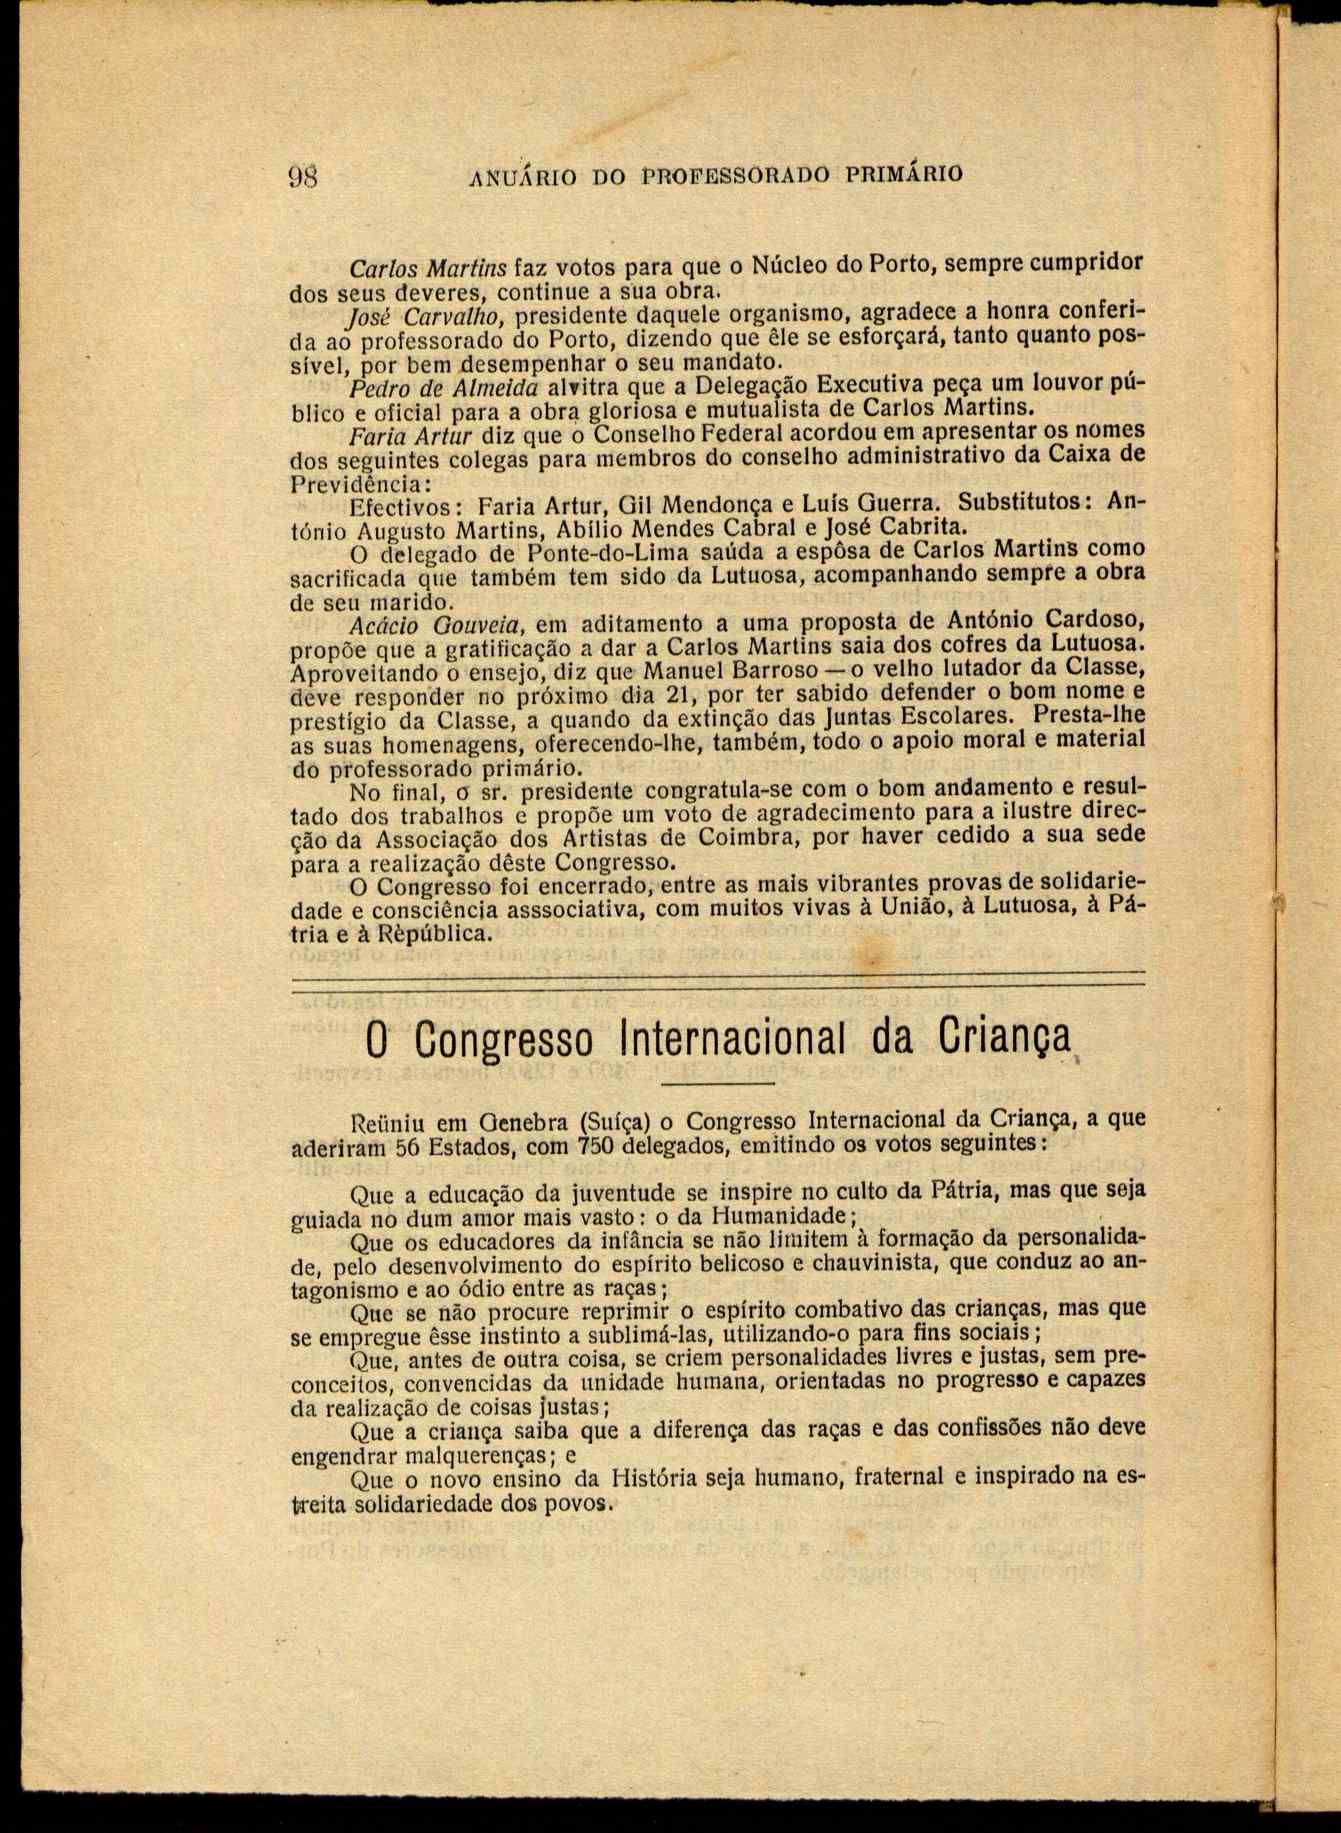 98
ANUÁRIO DO PROFESSORADO PRIMÁRIO
Carlos Martins faz votos para que o Núcleo do Porto, sempre cumpridor
dos seus deveres, continue a sua obra.
José Carvalho, presidente daquele organismo, agradece a honra conferi-
da ao professorado do Porto, dizendo que êle se esforçará, tanto quanto pos-
sível, por bem desempenhar o seu mandato.
Pedro de Almeida alvitra que a Delegação Executiva peça um louvor pú-
blico e oficial para a obra gloriosa e mutualista de Carlos Martins.
Faria Artur diz que o Conselho Federal acordou em apresentar os nomes
dos seguintes colegas para membros do conselho administrativo da Caixa de
Previdência:
Efectivos: Faria Artur, Gil Mendonça e Luís Guerra. Substitutos: An-
tónio Augusto Martins, Abílio Mendes Cabral e José Cabrita.
O delegado de Ponte-do-Lima saúda a espôsa de Carlos Martins como
sacrificada que também tem sido da Lutuosa, acompanhando sempre a obra
de seu marido.
Acácio Gouveia, em aditamento a uma proposta de António Cardoso,
propõe que a gratificação a dar a Carlos Martins saia dos cofres da Lutuosa.
Aproveitando o ensejo, diz que Manuel Barroso — o velho lutador da Classe,
deve responder no próximo dia 21, por ter sabido defender o bom nome e
prestígio da Classe, a quando da extinção das Juntas Escolares. Presta-lhe
as suas homenagens, oferecendo-lhe, também, todo o apoio moral e material
do professorado primário.
No final, o sr. presidente congratula-se com o bom andamento e resul-
tado dos trabalhos e propõe um voto de agradecimento para a ilustre direc-
ção da Associação dos Artistas de Coimbra, por haver cedido a sua sede
para a realização dêste Congresso.
O Congresso foi encerrado, entre as mais vibrantes provas de solidarie-
dade e consciência asssociativa, com muitos vivas à União, à Lutuosa, à Pá-
tria e à Rèpública.
O Congresso Internacional da Criança
Reüniu em Genebra (Suíça) o Congresso Internacional da Criança, a que
aderiram 56 Estados, com 750 delegados, emitindo os votos seguintes:
Que a educação da juventude se inspire no culto da Pátria, mas que seja
guiada no dum amor mais vasto: o da Humanidade;
Que os educadores da infância se não limitem à formação da personalida-
de, pelo desenvolvimento do espírito belicoso e chauvinista, que conduz ao an-
tagonismo e ao ódio entre as raças;
Que se não procure reprimir o espírito combativo das crianças, mas que
se empregue êsse instinto a sublimá-las, utilizando-o para fins sociais;
Que, antes de outra coisa, se criem personalidades livres e justas, sem pre-
conceitos, convencidas da unidade humana, orientadas no progresso e capazes
da realização de coisas justas;
Que a criança saiba que a diferença das raças e das confissões não deve
engendrar malquerenças; e
Que o novo ensino da História seja humano, fraternal e inspirado na es-
treita solidariedade dos povos.